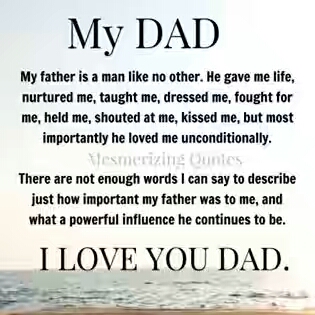 My DAD
My father is a man like no other. He gave me life,
nurtured me, taught me, dressed me, fought for
me, held me, shouted at me, kissed me, but most
importantly he loved me unconditionally.
Mesmerizing Quotes
There are not enough words I can say to describe
just how important my father was to me, and
what a powerful influence he continues to be.
I LOVE YOU DAD.